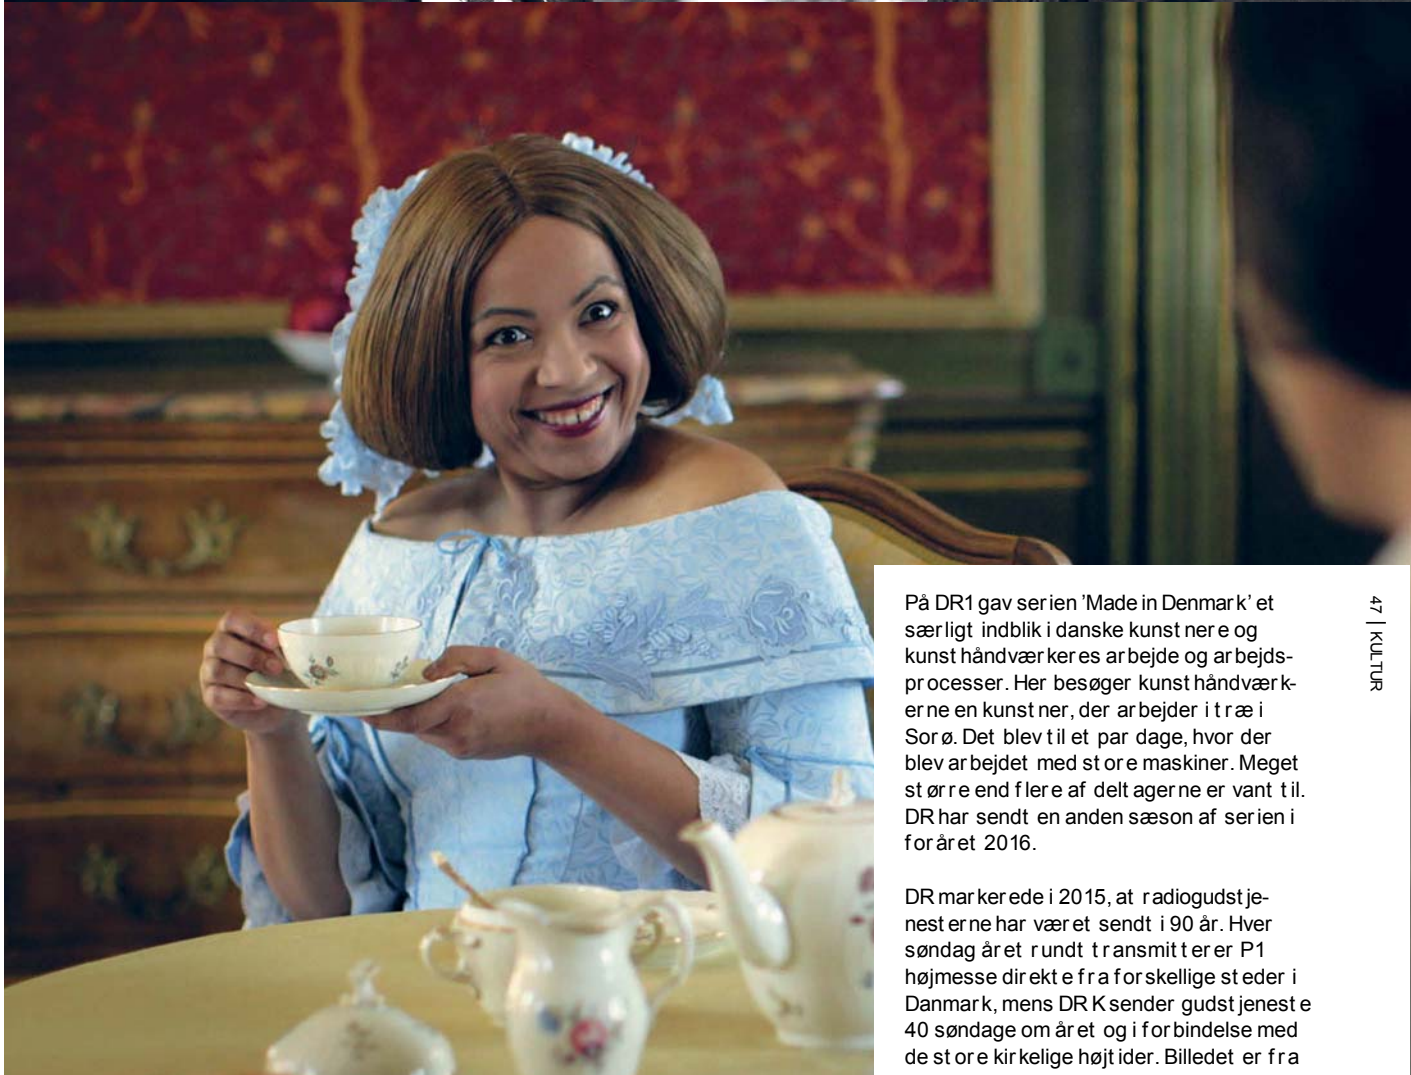 På DR1 gav serien ’Made in Denmark’ et
særligt indblik i danske kunstnere og
kunsthåndværkeres arbejde og arbejds-
processer. Her besøger kunsthåndværk-
erne en kunstner, der arbejder i træ i
Sorø. Det blev til et par dage, hvor der
blev arbejdet med store maskiner. Meget
større end flere af deltagerne er vant til.
DR har sendt en anden sæson af serien i
foråret 2016.
DR markerede i 2015, at radiogudstje-
nesterne har været sendt i 90 år. Hver
søndag året rundt transmitterer P1
højmesse direkte fra forskellige steder i
Danmark, mens DR K sender gudstjeneste
40 søndage om året og i forbindelse med
de store kirkelige højtider. Billedet er fra
47 | KULTUR